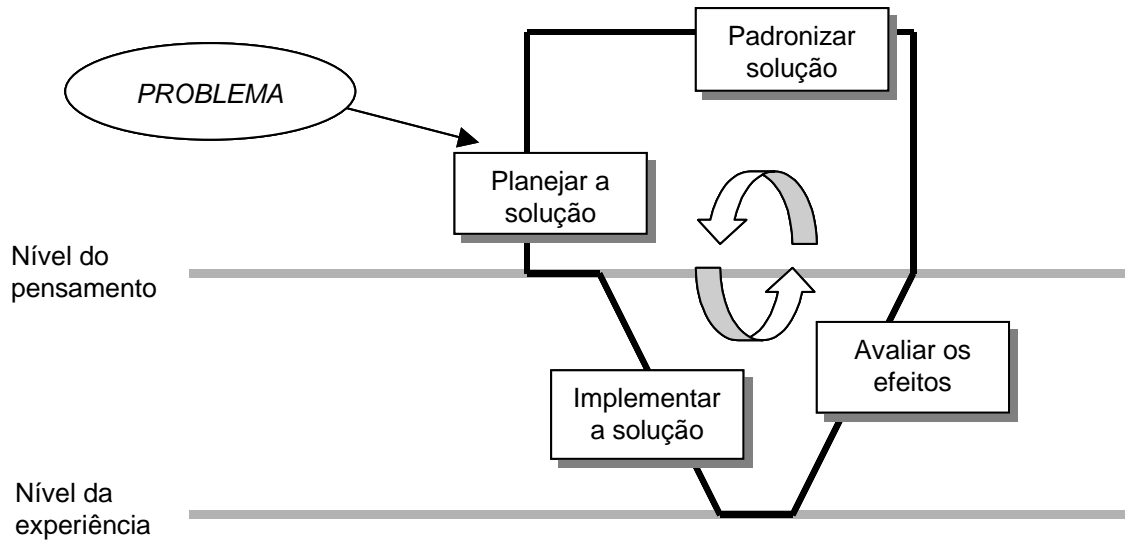 Padronizar
solução
PROBLEMA
Planejar a
solução
Nível do
pensamento
Avaliar os
efeitos
Implementar
a solução
Nível da
experiência